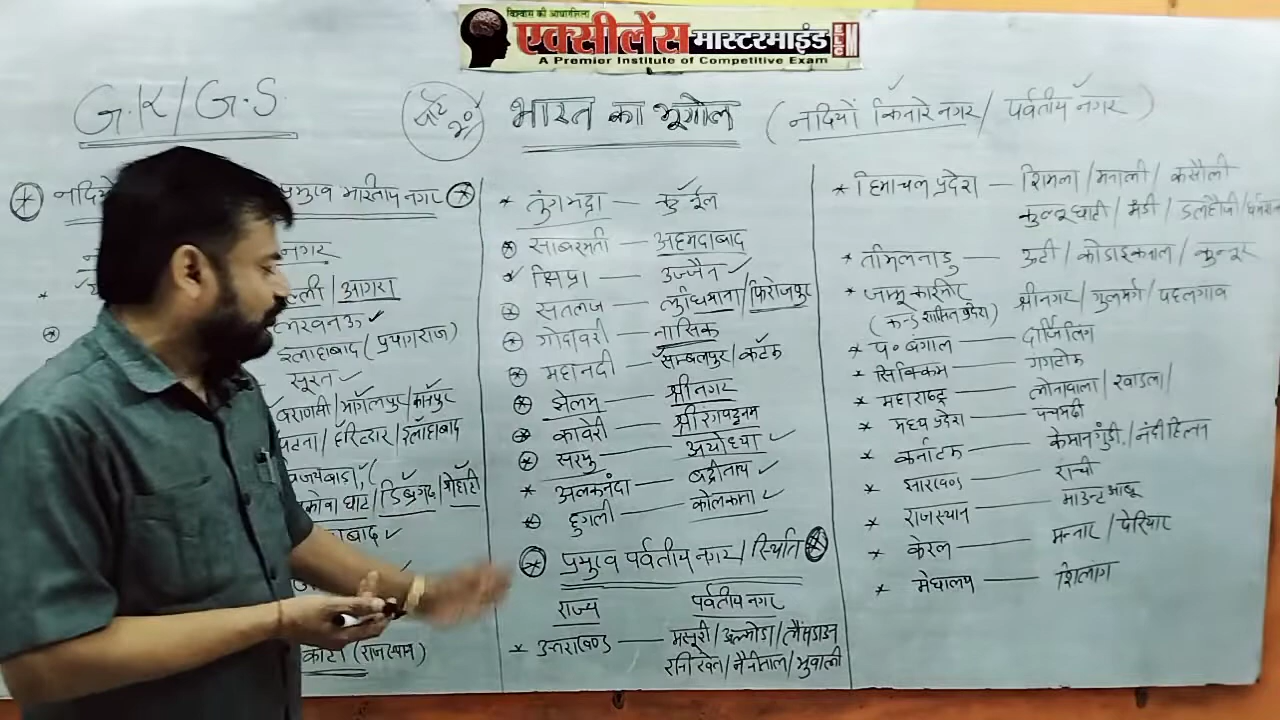 विश्वास की आधारशिला
एक्सीलेंस मास्टरमाइंड
A Premier Institute of Competitive Exam
G.K/G.S.
भारत का भूगोल (नदियों किनारे नगर/ पर्वतीय नगर)
प्रमुख भारतीय नगर
नगर
आगरा
लखनऊ
इलाहाबाद (प्रयागराज)
सूरत
वाराणसी/भागलपुर/कानपुर
पटना/हरिद्वार/इलाहाबाद
विजयवाडा
डिब्रूगढ/गोहाटी
कोटा (राजस्थान)
* तुंगभद्रा — कुर्नूल
साबरमती — अहमदाबाद
क्षिप्रा — उज्जैन
सतलज — लुधियाना/फिरोजपुर
गोदावरी — नासिक
महानदी — सम्बलपुर/कटक
झेलम — श्रीनगर
कावेरी — श्रीरंगपट्टनम
सरयु — अयोध्या
* अलकनंदा — बद्रीनाथ
हुगली — कोलकाता
प्रमुख पर्वतीय नगर/स्थिति
राज्य पर्वतीय नगर
* उत्तराखण्ड — मसूरी/अल्मोडा/लैंसडाउन
रानीखेत/नैनीताल/भुवाली
* हिमाचल प्रदेश — शिमला/मनाली/कसौली
कुल्लू घाटी/मंडी/डलहौजी/
* तमिलनाडु — ऊटी/कोडाइकनाल/कुन्नूर
* जम्मू कश्मीर — श्रीनगर/गुलमर्ग/पहलगाव
* प० बंगाल — दार्जिलिंग
* सिक्किम — गंगटोक
* महाराष्ट्र — लोनावाला/खंडाला/
* मध्य प्रदेश — पचमढी
* कर्नाटक — केमानगुंडी/नंदी हिल्स
* झारखण्ड — रान्ची
* राजस्थान — माउन्ट आबू
* केरल — मन्नार/पेरियार
* मेघालय — शिलांग